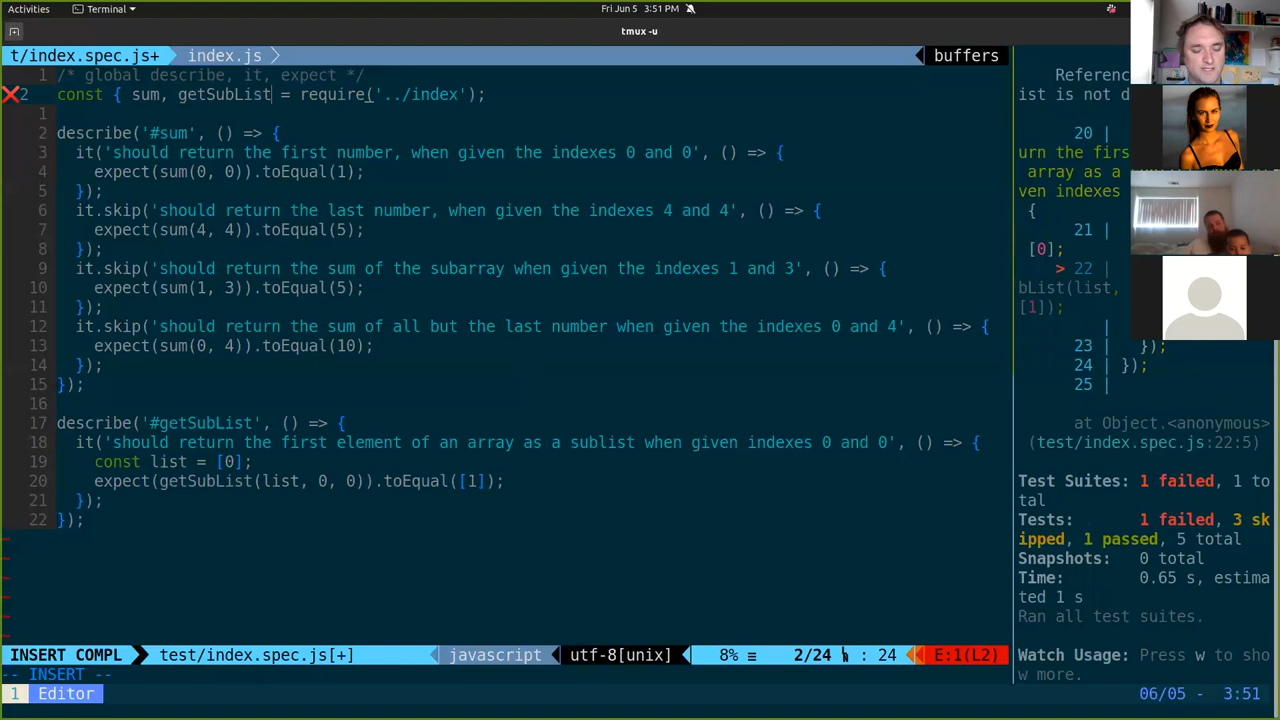 Activities
Terminal
Fri Jun 5 3:51 PM
tmux -u
t/index.spec.js+ index.js
buffers
1 /* global describe, it, expect */
2 const { sum, getSubList = require('../index');
1
2 describe('#sum', () => {
3 it('should return the first number, when given the indexes 0 and 0', () => {
4 expect(sum(0, 0)).toEqual(1);
5 });
6 it.skip('should return the last number, when given the indexes 4 and 4', () => {
7 expect(sum(4, 4)).toEqual(5);
8 });
9 it.skip('should return the sum of the subarray when given the indexes 1 and 3', () => {
10 expect(sum(1, 3)).toEqual(5);
11 });
12 it.skip('should return the sum of all but the last number when given the indexes 0 and 4', () => {
13 expect(sum(0, 4)).toEqual(10);
14 });
15 });
16
17 describe('#getSubList', () => {
18 it('should return the first element of an array as a sublist when given indexes 0 and 0', () => {
19 const list = [0];
20 expect(getSubList(list, 0, 0)).toEqual([1]);
21 });
22 });
~
~
~
~
~
~
INSERT COMPL test/index.spec.js[+] javascript utf-8[unix] 8% ≡ 2/24 : 24 E:1(L2)
-- INSERT --
1 Editor
Referenc
ist is not d
20 |
urn the firs
array as a
ven indexes
{
21 |
[0];
> 22 |
bList(list,
[1]);
|
23 | });
24 | });
25 |
at Object.<anonymous>
(test/index.spec.js:22:5)
Test Suites: 1 failed, 1 to
tal
Tests: 1 failed, 3 sk
ipped, 1 passed, 5 total
Snapshots: 0 total
Time: 0.65 s, estima
ted 1 s
Ran all test suites.
Watch Usage: Press w to sho
w more.
06/05 - 3:51